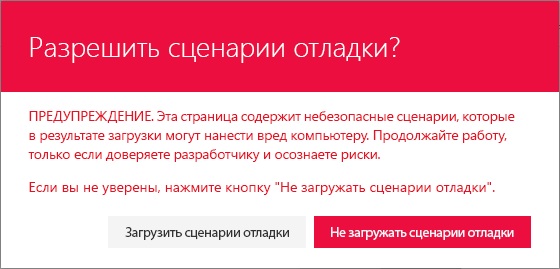 Разрешить сценарии отладки?
ПРЕДУПРЕЖДЕНИЕ. Эта страница содержит небезопасные сценарии, которые
в результате загрузки могут нанести вред компьютеру. Продолжайте работу,
только если доверяете разработчику и осознаете риски.
Если вы не уверены, нажмите кнопку "Не загружать сценарии отладки".
Загрузить сценарии отладки
Не загружать сценарии отладки